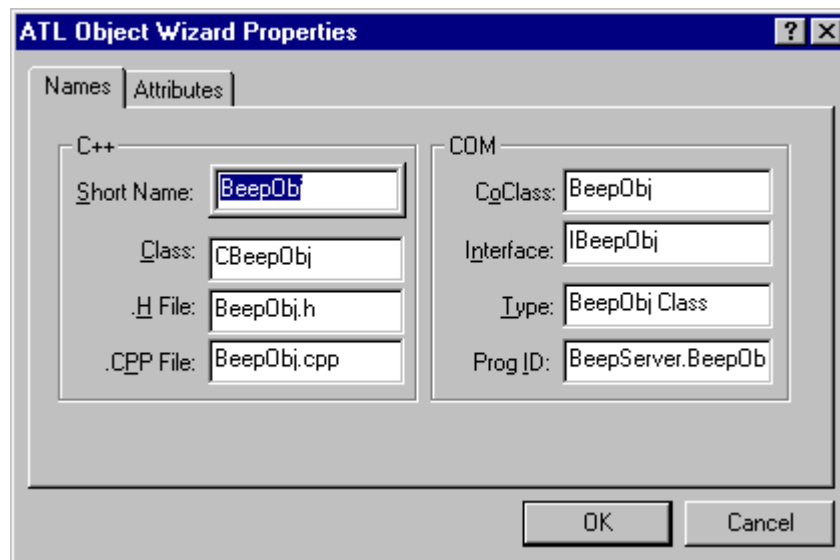 ATL Object Wizard Properties
? X
Names
Attributes
C++
Short Name: BeepObj
Class: CBeepObj
.H File: BeepObj.h
.CPP File: BeepObj.cpp
COM
CoClass: BeepObj
Interface: IBeepObj
Type: BeepObj Class
Prog ID: BeepServer.BeepOb
OK
Cancel